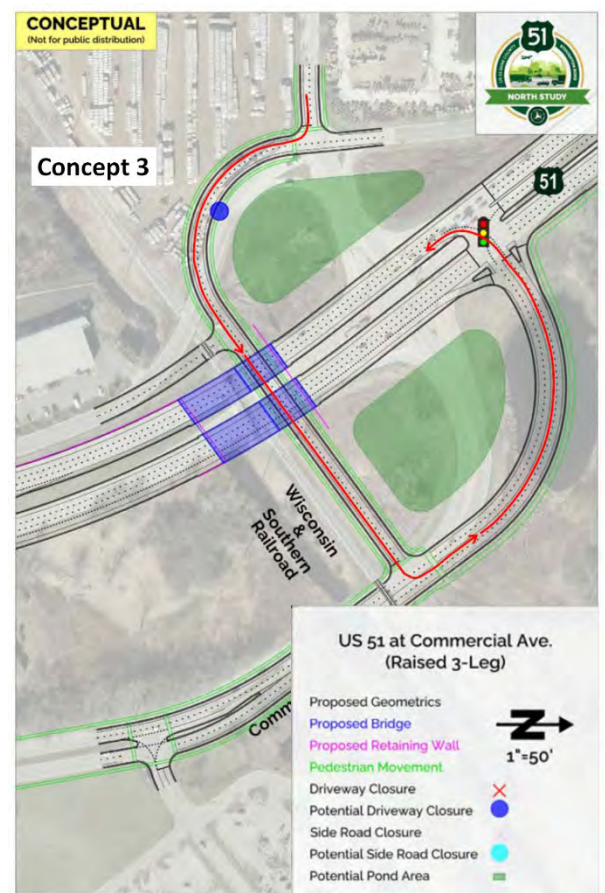 CONCEPTUAL
(Not for public distribution)
51
NORTH STUDY
Concept 3
51
Wisconsin
&
Southern
Railroad
Comm
US 51 at Commercial Ave.
(Raised 3-Leg)
Proposed Geometrics
Proposed Bridge
Proposed Retaining Wall
Pedestrian Movement
Driveway Closure
Potential Driveway Closure
Side Road Closure
Potential Side Road Closure
Potential Pond Area
N
1"=50'